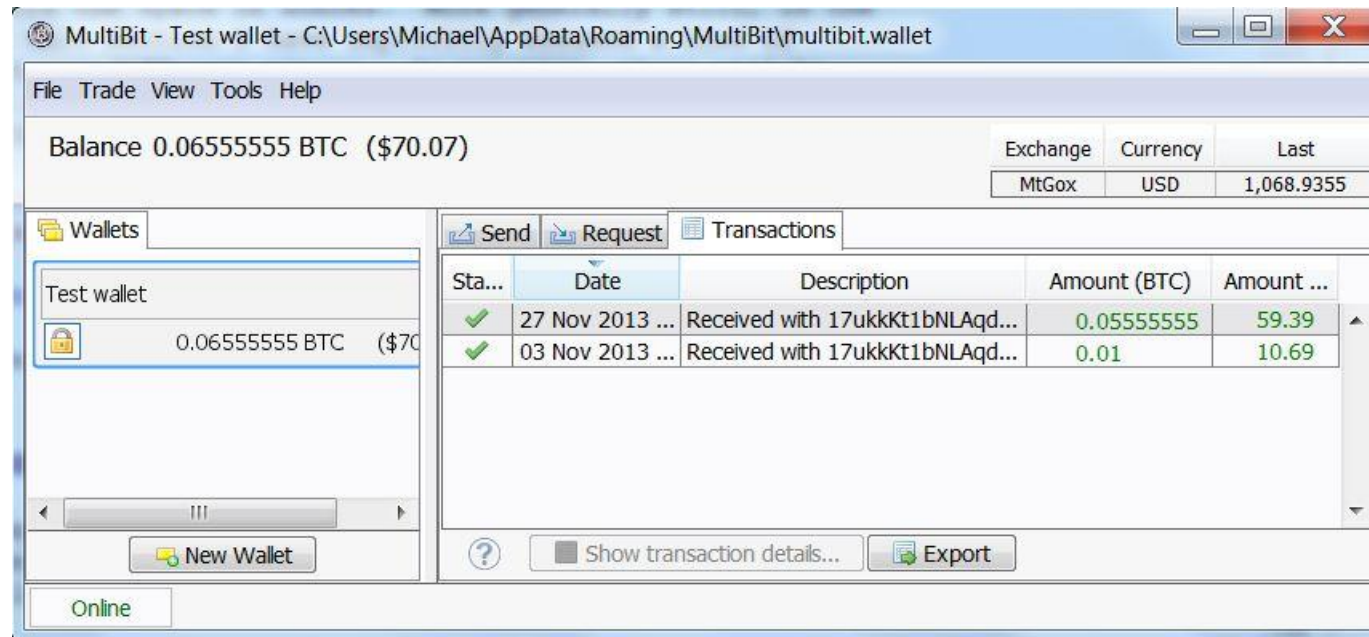 MultiBit - Test wallet - C:\Users\Michael\AppData\Roaming\MultiBit\multibit.wallet
File Trade View Tools Help
Balance 0.06555555 BTC ($70.07)
Exchange Currency Last
MtGox USD 1,068.9355
Wallets
Test wallet
0.06555555 BTC ($70
New Wallet
Send Request Transactions
Sta... Date Description Amount (BTC) Amount ...
27 Nov 2013 ... Received with 17ukkKt1bNLAqd... 0.05555555 59.39
03 Nov 2013 ... Received with 17ukkKt1bNLAqd... 0.01 10.69
? Show transaction details... Export
Online